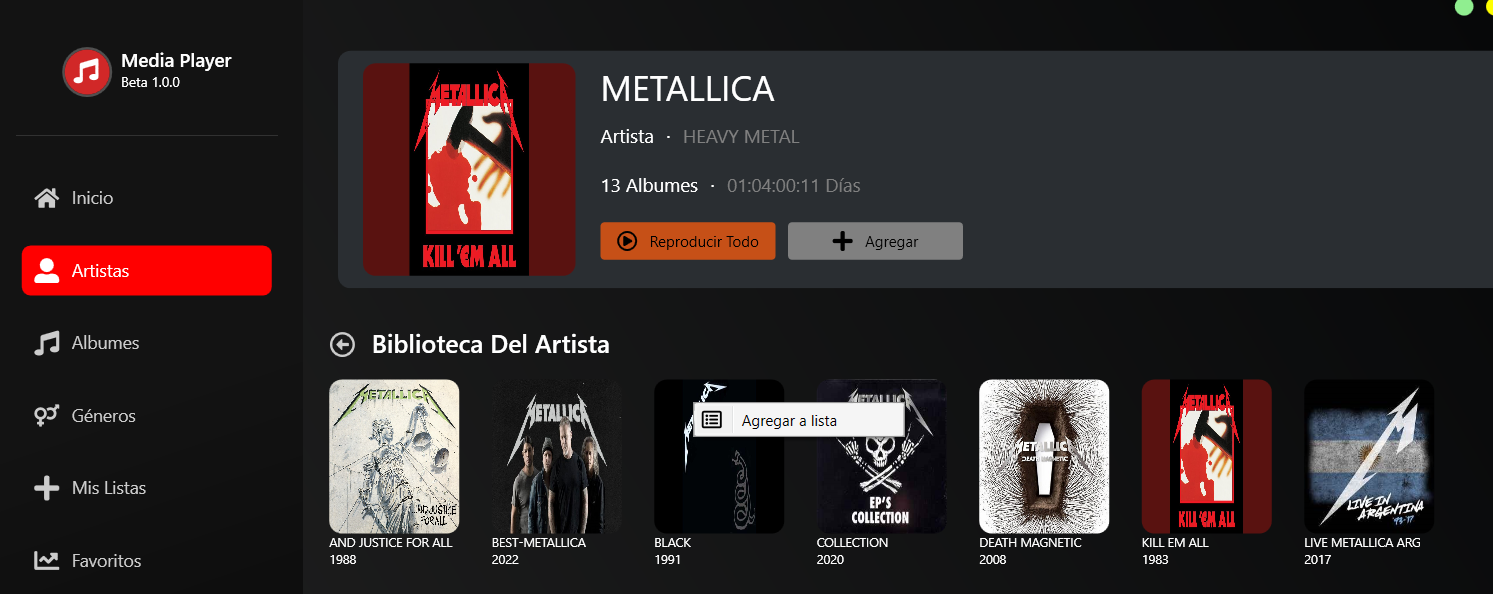 Media Player
Beta 1.0.0
Inicio
Artistas
Albumes
Géneros
Mis Listas
Favoritos
METALLICA
KILL 'EM ALL
METALLICA
Artista · HEAVY METAL
13 Albumes · 01:04:00:11 Días
Reproducir Todo
Agregar
Biblioteca Del Artista
METALLICA
...AND JUSTICE
FOR ALL
AND JUSTICE FOR ALL
1988
METALLICA
BEST-METALLICA
2022
Agregar a lista
BLACK
1991
METALLICA
EP'S
COLLECTION
COLLECTION
2020
METALLICA
DEATH MAGNETIC
DEATH MAGNETIC
2008
METALLICA
KILL 'EM ALL
KILL EM ALL
1983
LIVE IN
ARGENTINA
'93-'17
LIVE METALLICA ARG
2017